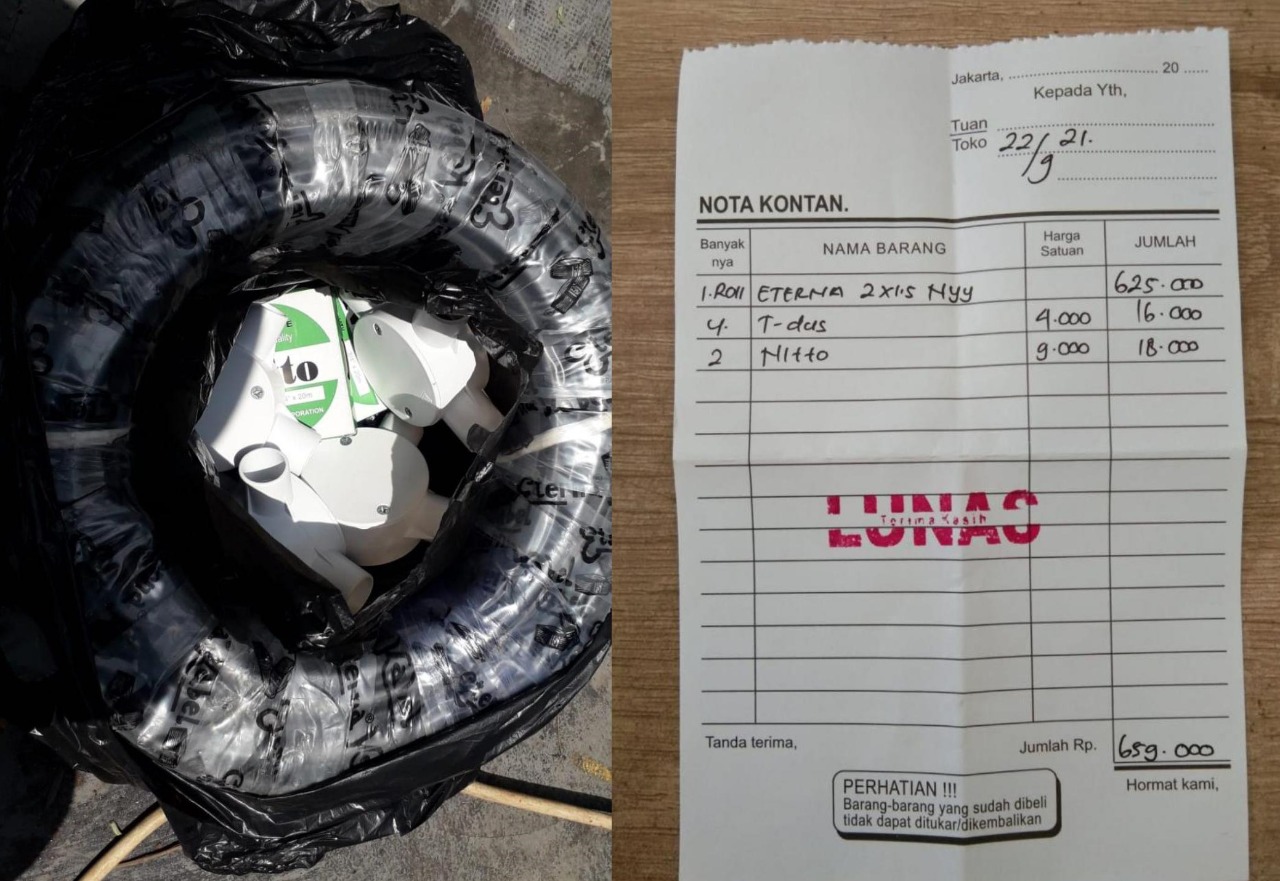 eterna
to
x 20m
Jakarta, ........................................ 20 ......
Kepada Yth,
Tuan
Toko 22/9 21.
NOTA KONTAN.
Banyak nya NAMA BARANG Harga Satuan JUMLAH
1.Roll ETERNA 2x1.5 NYY 625.000
4. T-dus 4.000 16.000
2 Nitto 9.000 18.000
LUNAS
Terima Kasih
Tanda terima, Jumlah Rp. 659.000
Hormat kami,
PERHATIAN !!!
Barang-barang yang sudah dibeli
tidak dapat ditukar/dikembalikan